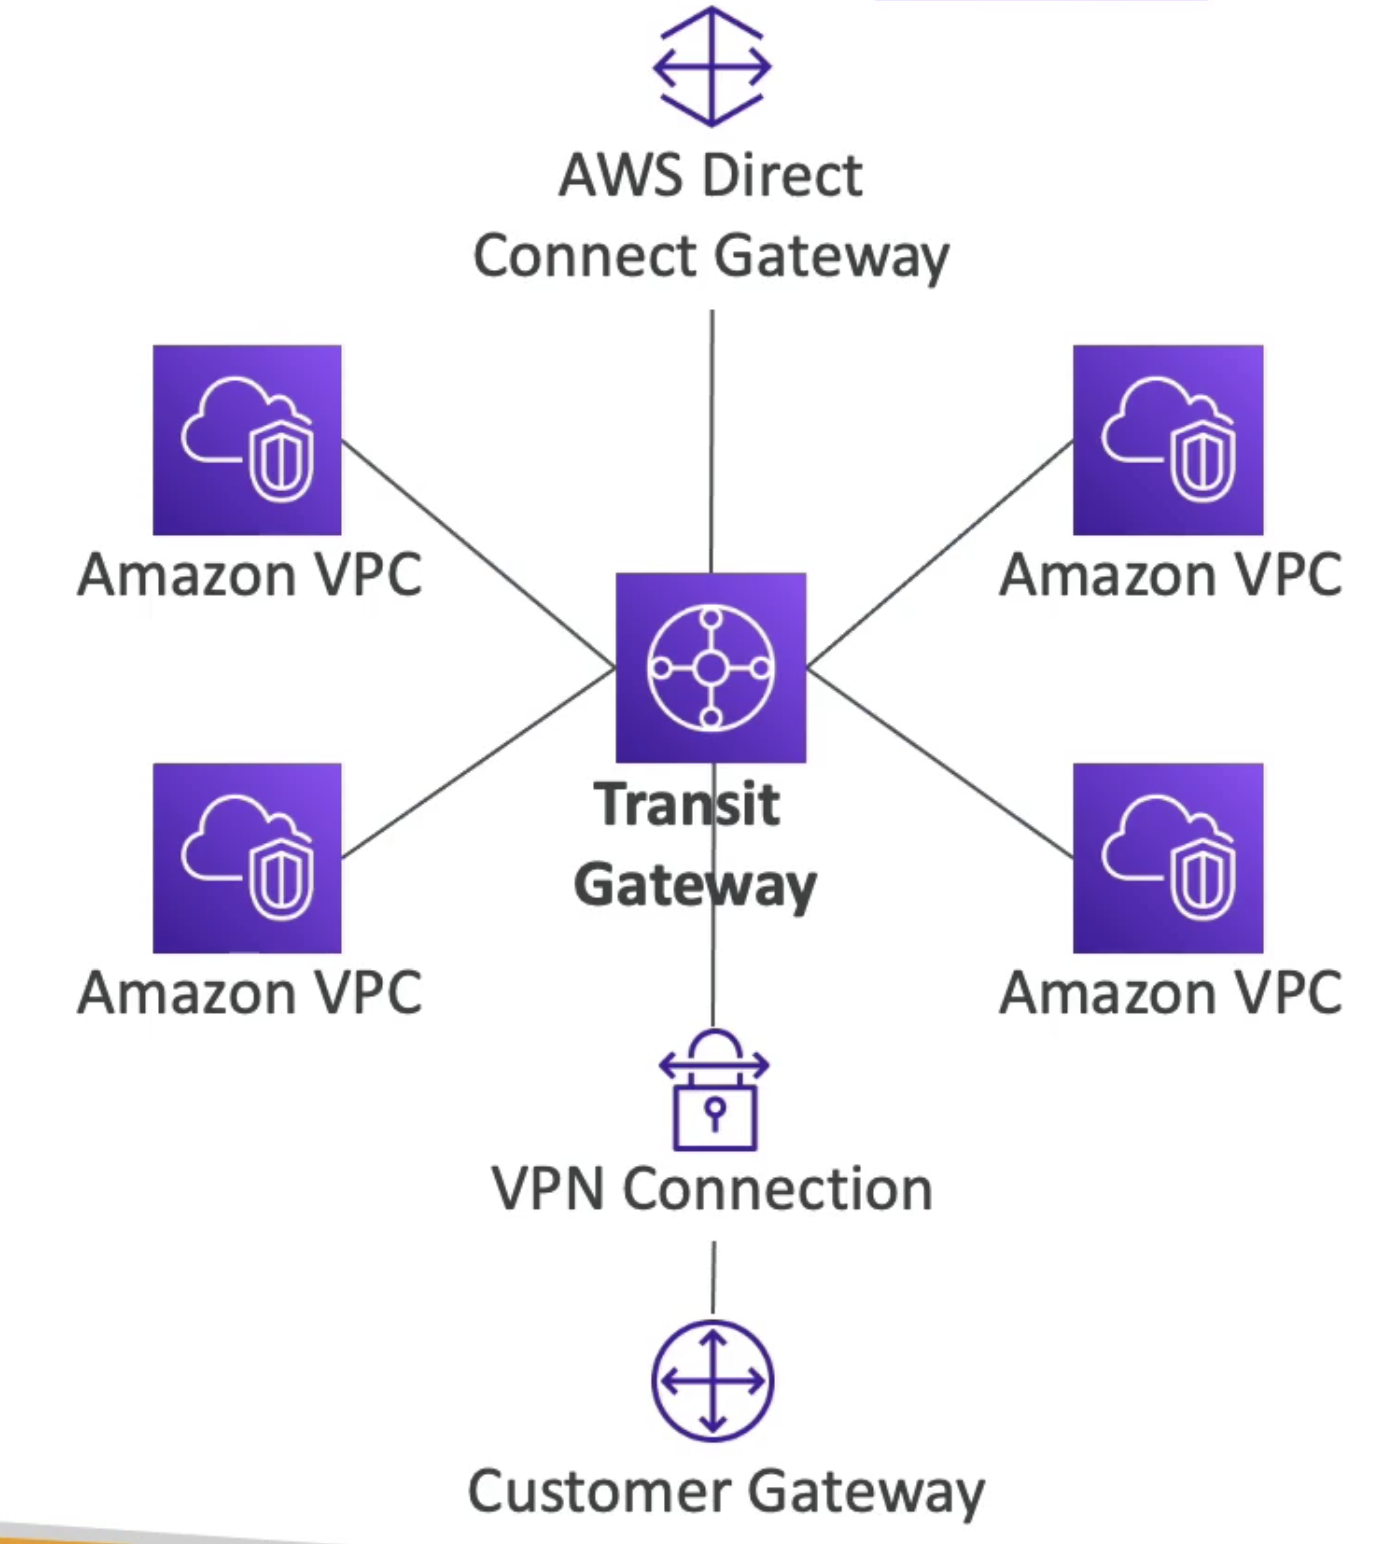 AWS Direct
Connect Gateway
Amazon VPC
Amazon VPC
Transit
Gateway
Amazon VPC
Amazon VPC
VPN Connection
Customer Gateway